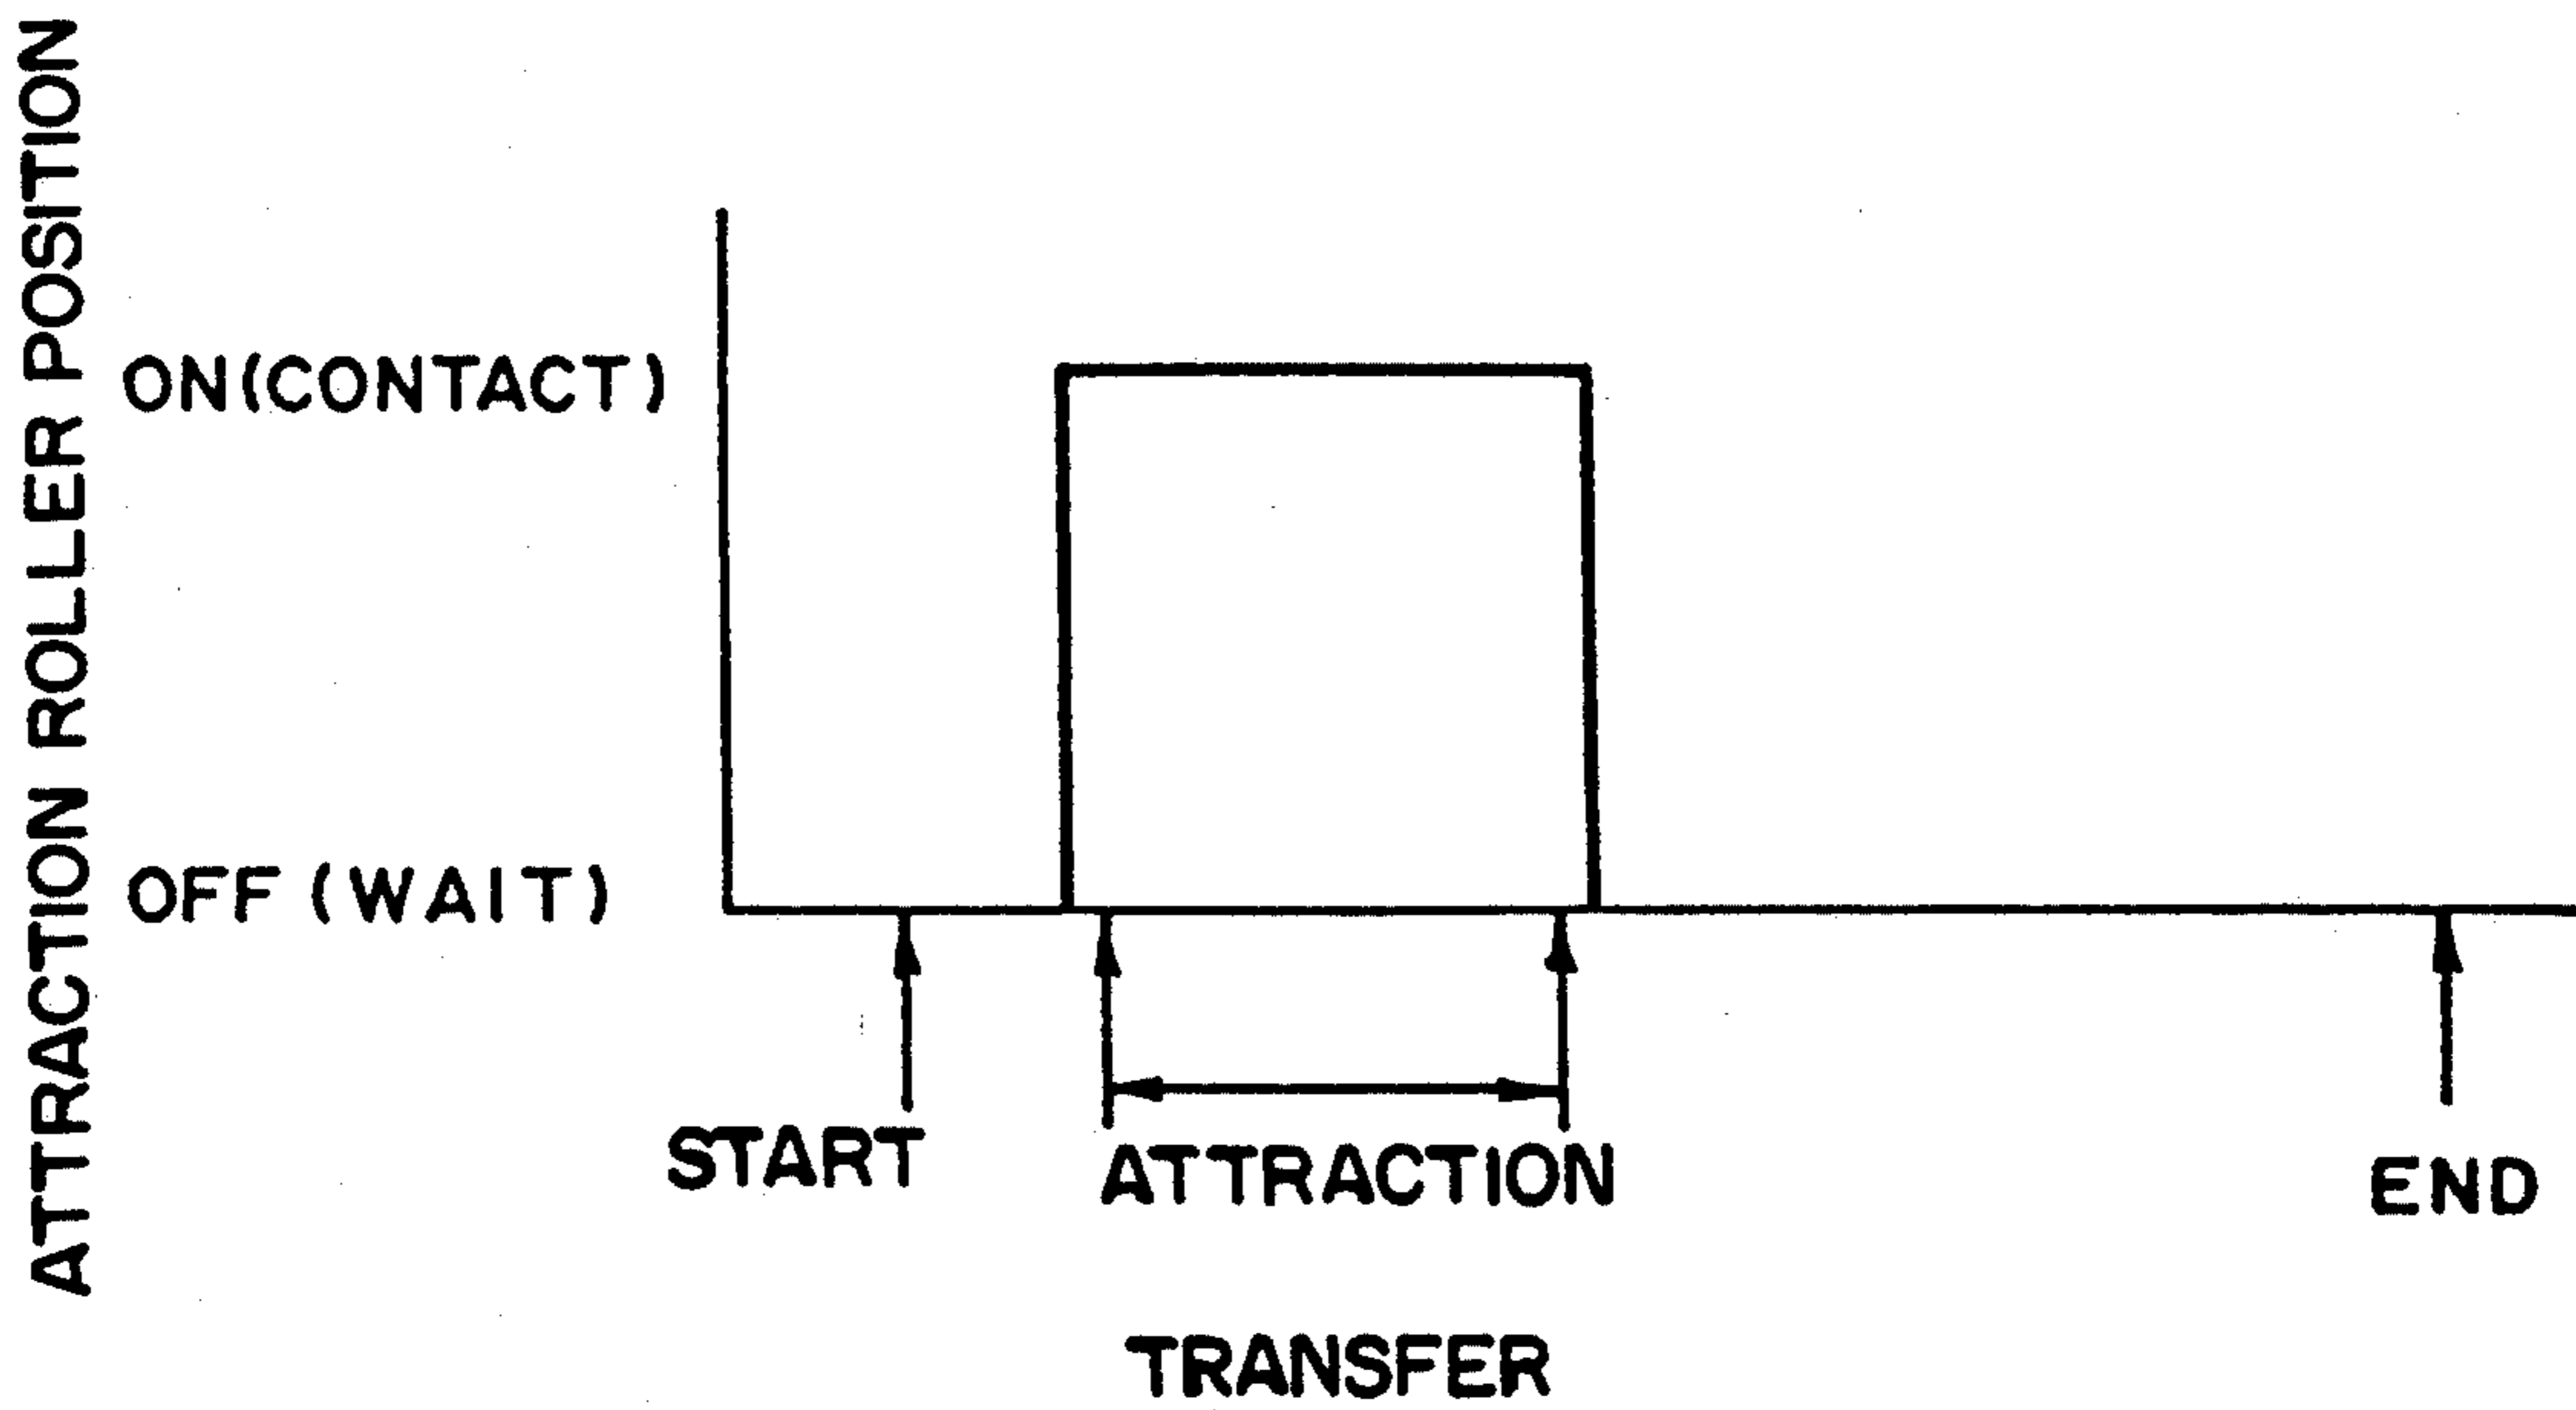 ATTRACTION ROLLER POSITION
ON(CONTACT)
OFF (WAIT)
START
ATTRACTION
END
TRANSFER